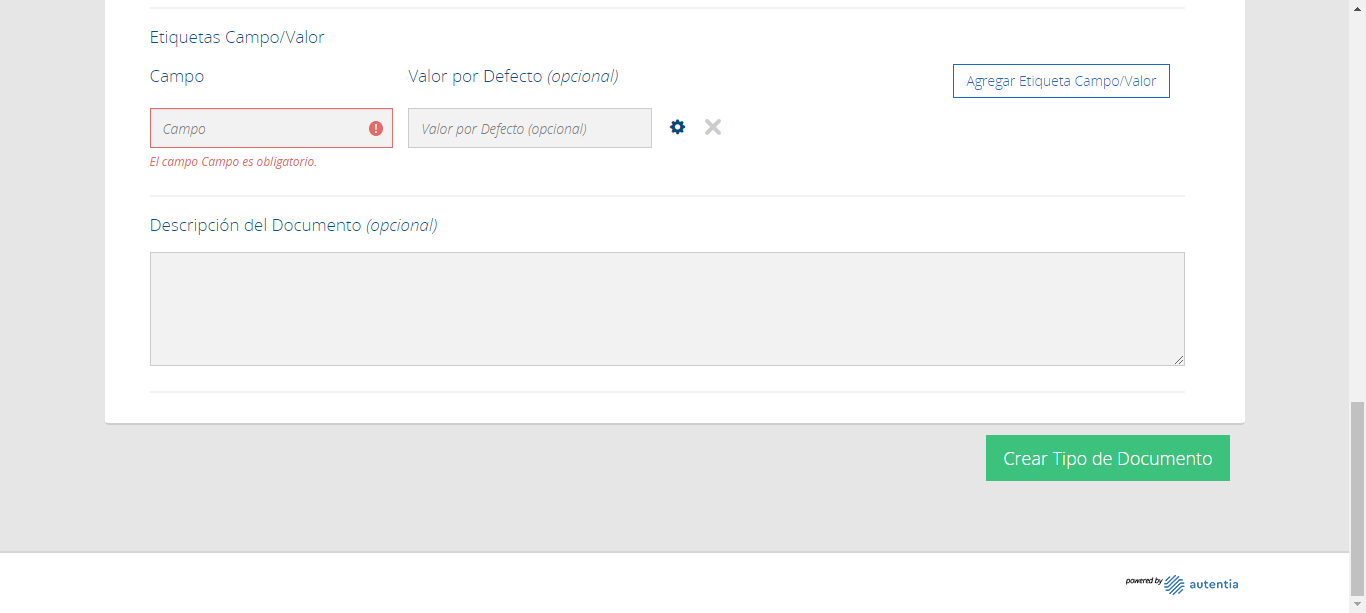 Etiquetas Campo/Valor
Campo
Valor por Defecto (opcional)
Agregar Etiqueta Campo/Valor
Campo
Valor por Defecto (opcional)
El campo Campo es obligatorio.
Descripción del Documento (opcional)
Crear Tipo de Documento
powered by autentia